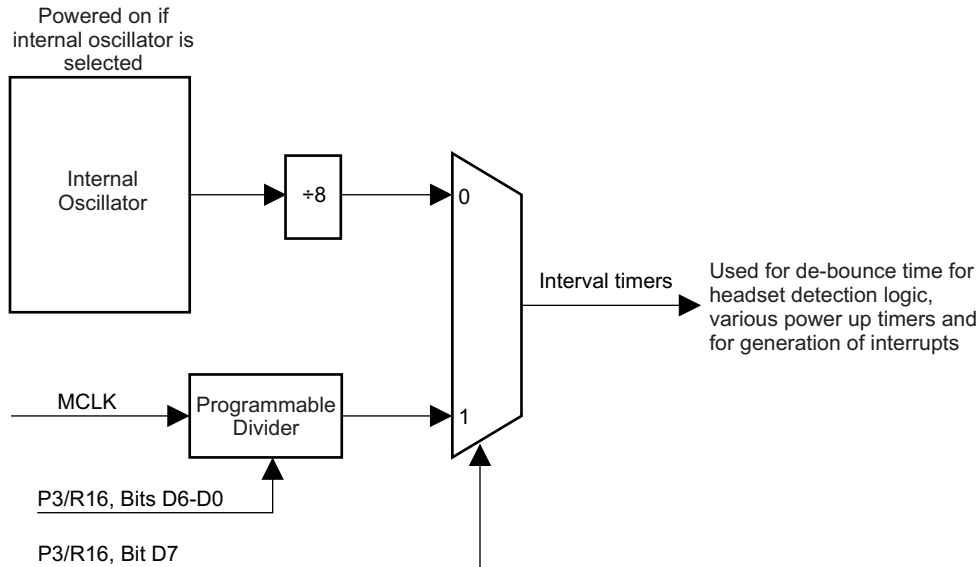 Powered on if
internal oscillator is
selected
Internal
Oscillator
÷8
0
Interval timers
Used for de-bounce time for
headset detection logic,
various power up timers and
for generation of interrupts
MCLK
Programmable
Divider
1
P3/R16, Bits D6-D0
P3/R16, Bit D7